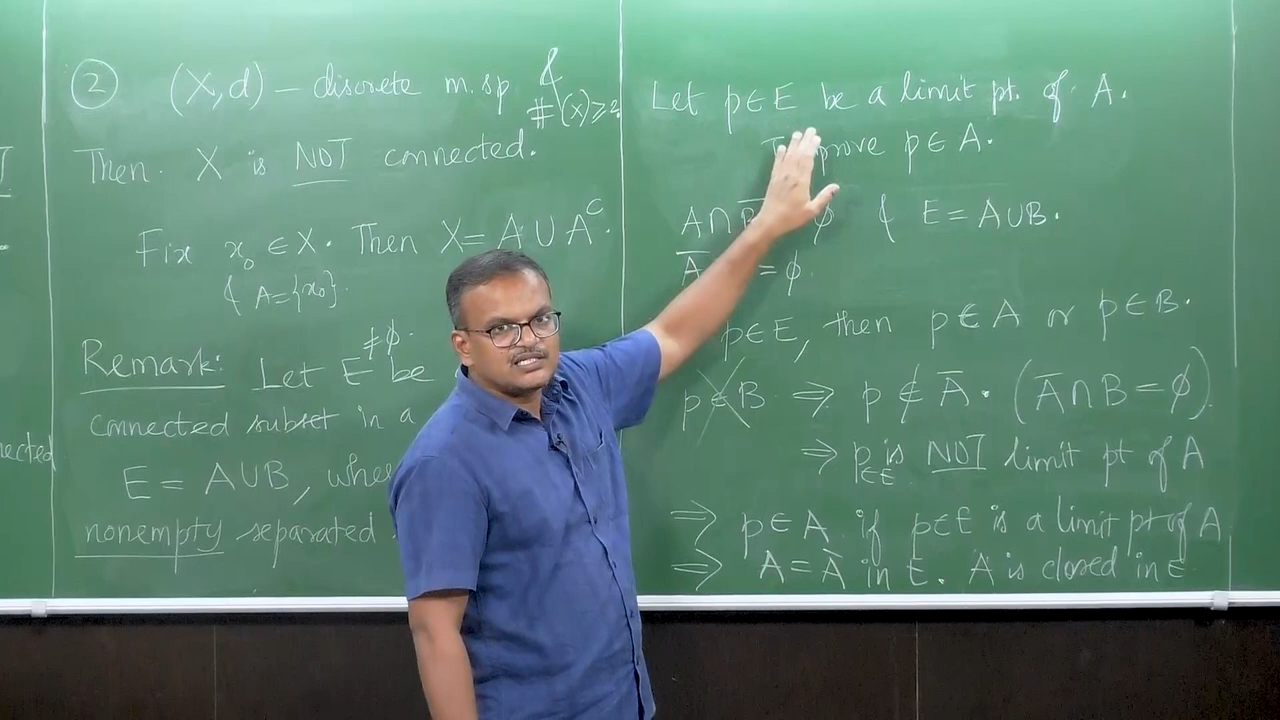 ② (X,d) – discrete m.sp &
#(X) ≥ 2
Then X is NOT connected.
Fix x₀ ∈ X. Then X = A ∪ Aᶜ.
& A = {x₀}.
Remark: Let E be
≠ φ.
connected subset in a
E = A∪B, whe
nonempty separated
nected
Let p ∈ E be a limit pt. of A.
prove p ∈ A.
A ∩ φ & E = A∪B.
A̅ = φ.
p ∈ E, then p ∈ A or p ∈ B.
p ∈ B ⇒ p ∉ A̅. (A̅ ∩ B = φ).
⇒ p is NOT limit pt of A
∈E
⇒ p ∈ A if p∈E is a limit pt of A
⇒ A = A̅ in E. A is closed in E